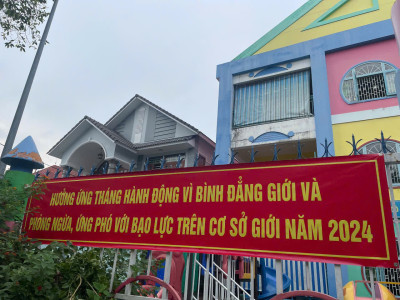 HƯỞNG ỨNG THÁNG HÀNH ĐỘNG VÌ BÌNH ĐẲNG GIỚI VÀ
PHÒNG NGỪA, ỨNG PHÓ VỚI BẠO LỰC TRÊN CƠ SỞ GIỚI NĂM 2024